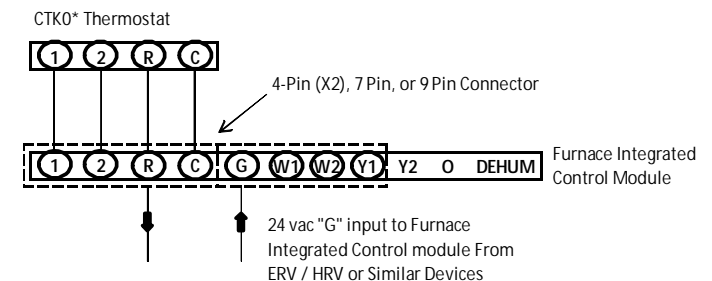 CTK0* Thermostat
1 2 R C
4-Pin (X2), 7 Pin, or 9 Pin Connector
1 2 R C G W1 W2 Y1 Y2 O DEHUM
Furnace Integrated
Control Module
24 vac "G" input to Furnace
Integrated Control module From
ERV / HRV or Similar Devices